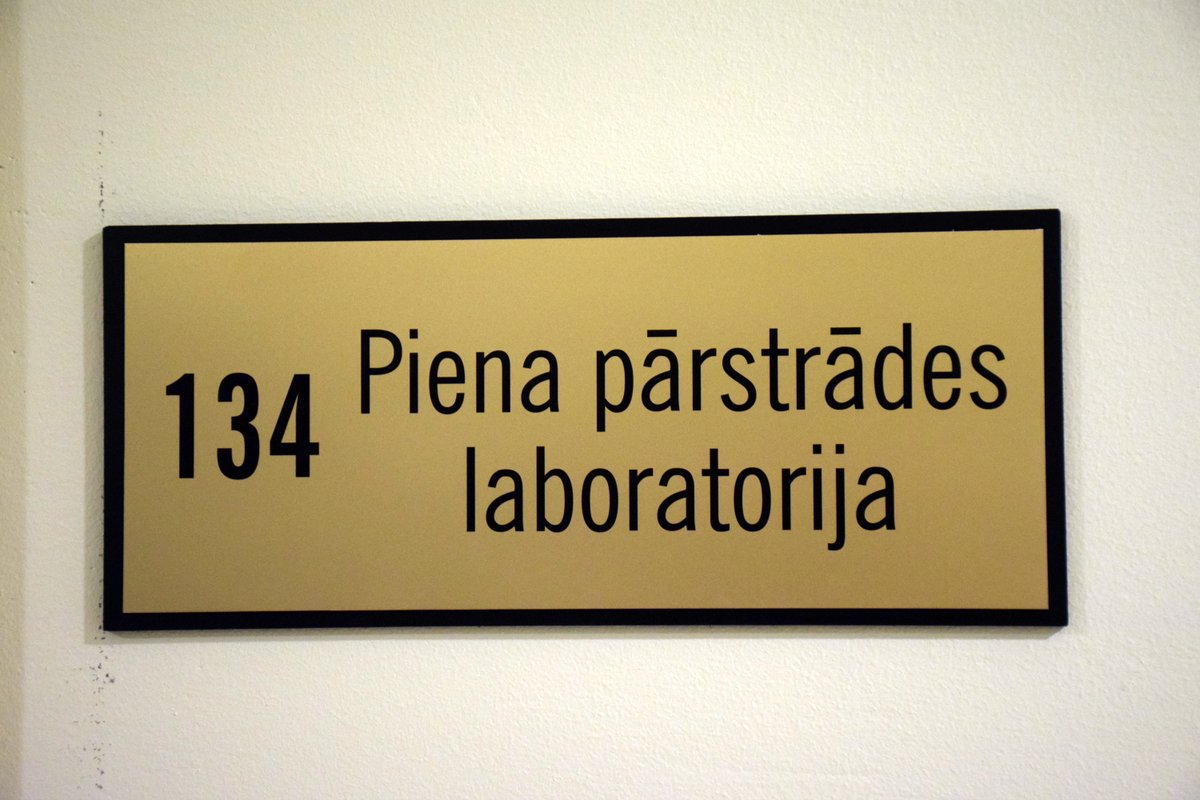 134 Piena pārstrādes
laboratorija